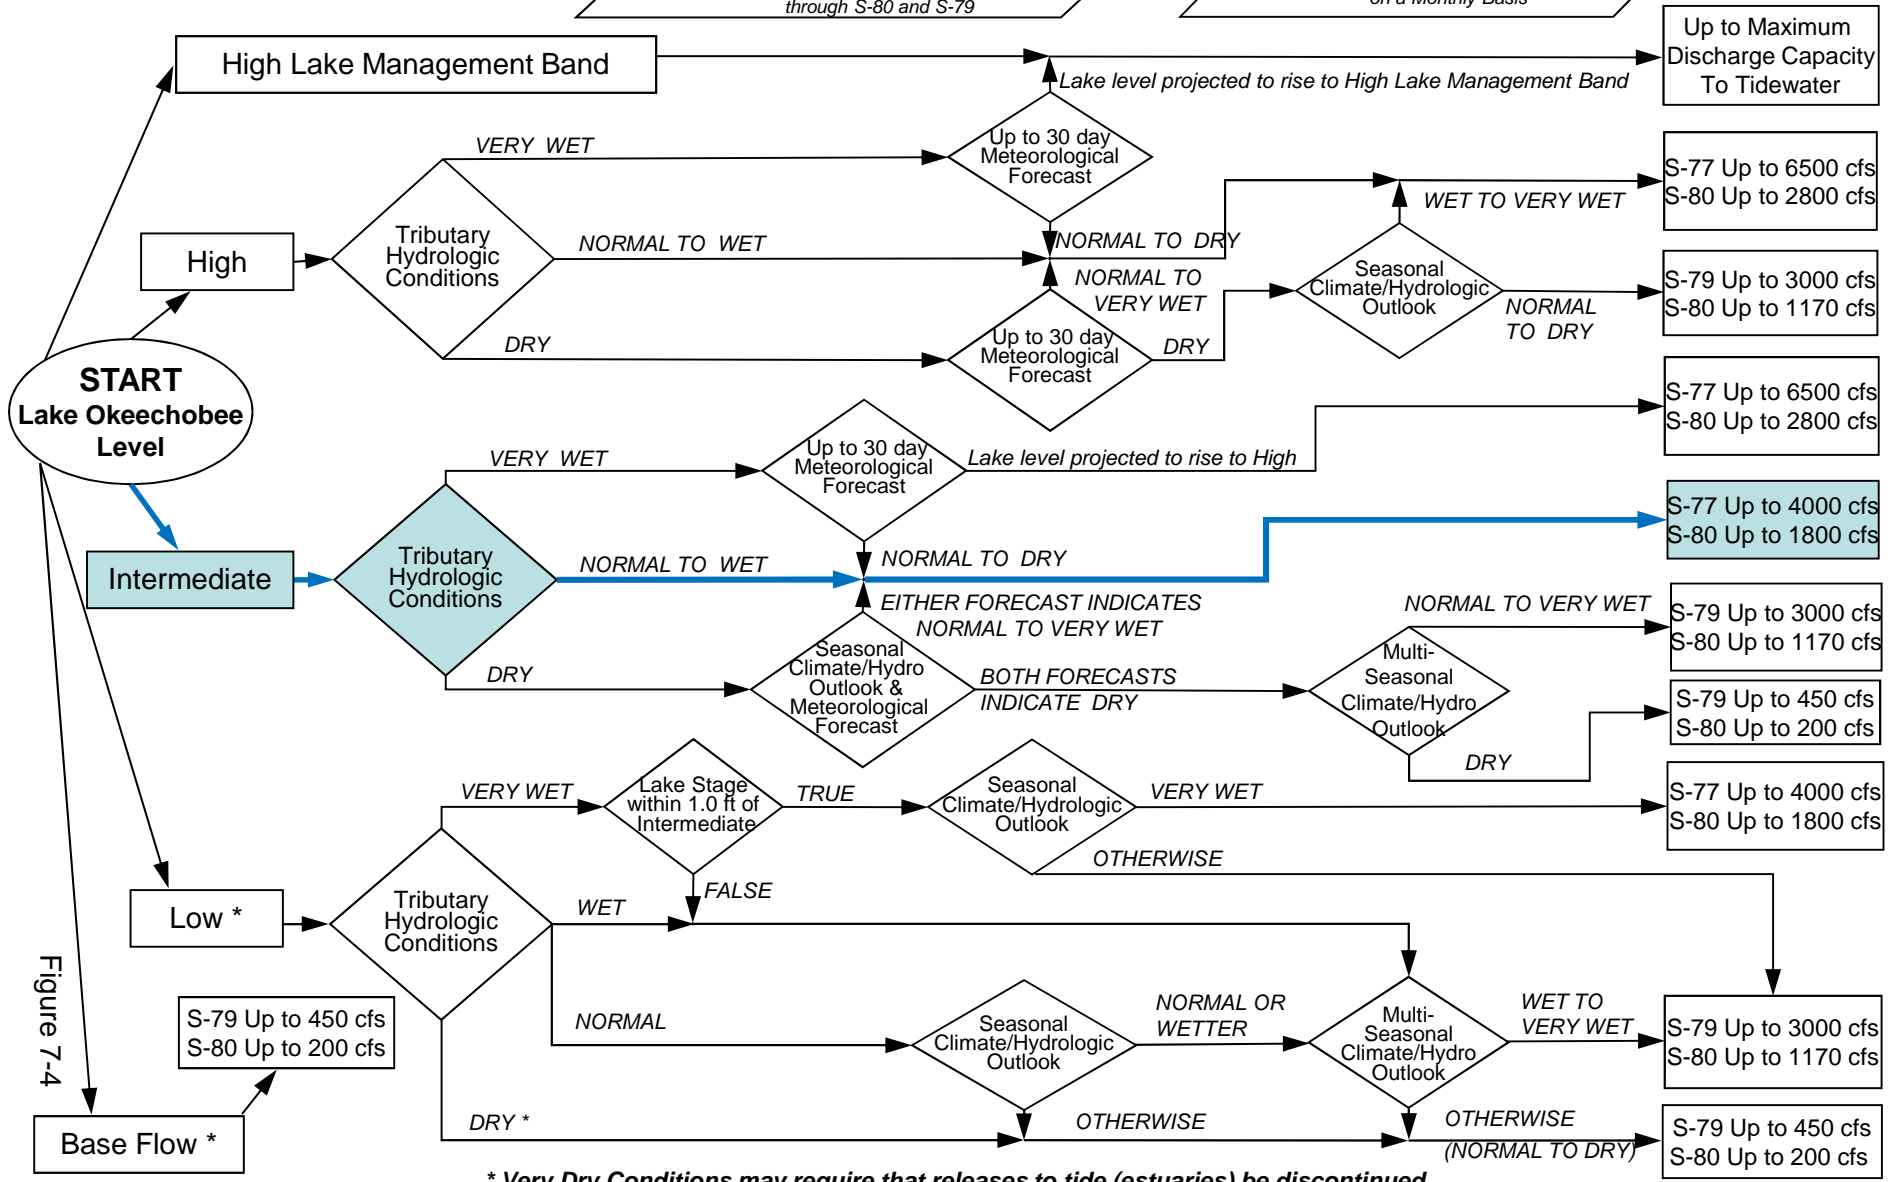 through S-80 and S-79
on a Monthly Basis
High Lake Management Band
Lake level projected to rise to High Lake Management Band
Up to Maximum
Discharge Capacity
To Tidewater
VERY WET
Up to 30 day
Meteorological
Forecast
S-77 Up to 6500 cfs
S-80 Up to 2800 cfs
WET TO VERY WET
High
Tributary
Hydrologic
Conditions
NORMAL TO WET
NORMAL TO DRY
NORMAL TO
VERY WET
Seasonal
Climate/Hydrologic
Outlook
NORMAL
TO DRY
S-79 Up to 3000 cfs
S-80 Up to 1170 cfs
DRY
Up to 30 day
Meteorological
Forecast
DRY
START
Lake Okeechobee
Level
S-77 Up to 6500 cfs
S-80 Up to 2800 cfs
VERY WET
Up to 30 day
Meteorological
Forecast
Lake level projected to rise to High
S-77 Up to 4000 cfs
S-80 Up to 1800 cfs
Intermediate
Tributary
Hydrologic
Conditions
NORMAL TO WET
NORMAL TO DRY
EITHER FORECAST INDICATES
NORMAL TO VERY WET
NORMAL TO VERY WET
S-79 Up to 3000 cfs
S-80 Up to 1170 cfs
DRY
Seasonal
Climate/Hydro
Outlook &
Meteorological
Forecast
BOTH FORECASTS
INDICATE DRY
Multi-
Seasonal
Climate/Hydro
Outlook
DRY
S-79 Up to 450 cfs
S-80 Up to 200 cfs
VERY WET
Lake Stage
within 1.0 ft of
Intermediate
TRUE
Seasonal
Climate/Hydrologic
Outlook
VERY WET
S-77 Up to 4000 cfs
S-80 Up to 1800 cfs
OTHERWISE
FALSE
Low *
Tributary
Hydrologic
Conditions
WET
NORMAL
Seasonal
Climate/Hydrologic
Outlook
NORMAL OR
WETTER
Multi-
Seasonal
Climate/Hydro
Outlook
WET TO
VERY WET
S-79 Up to 3000 cfs
S-80 Up to 1170 cfs
Figure 7-4
S-79 Up to 450 cfs
S-80 Up to 200 cfs
Base Flow *
DRY *
OTHERWISE
OTHERWISE
(NORMAL TO DRY)
S-79 Up to 450 cfs
S-80 Up to 200 cfs
* Very Dry Conditions may require that releases to tide (estuaries) be discontinued